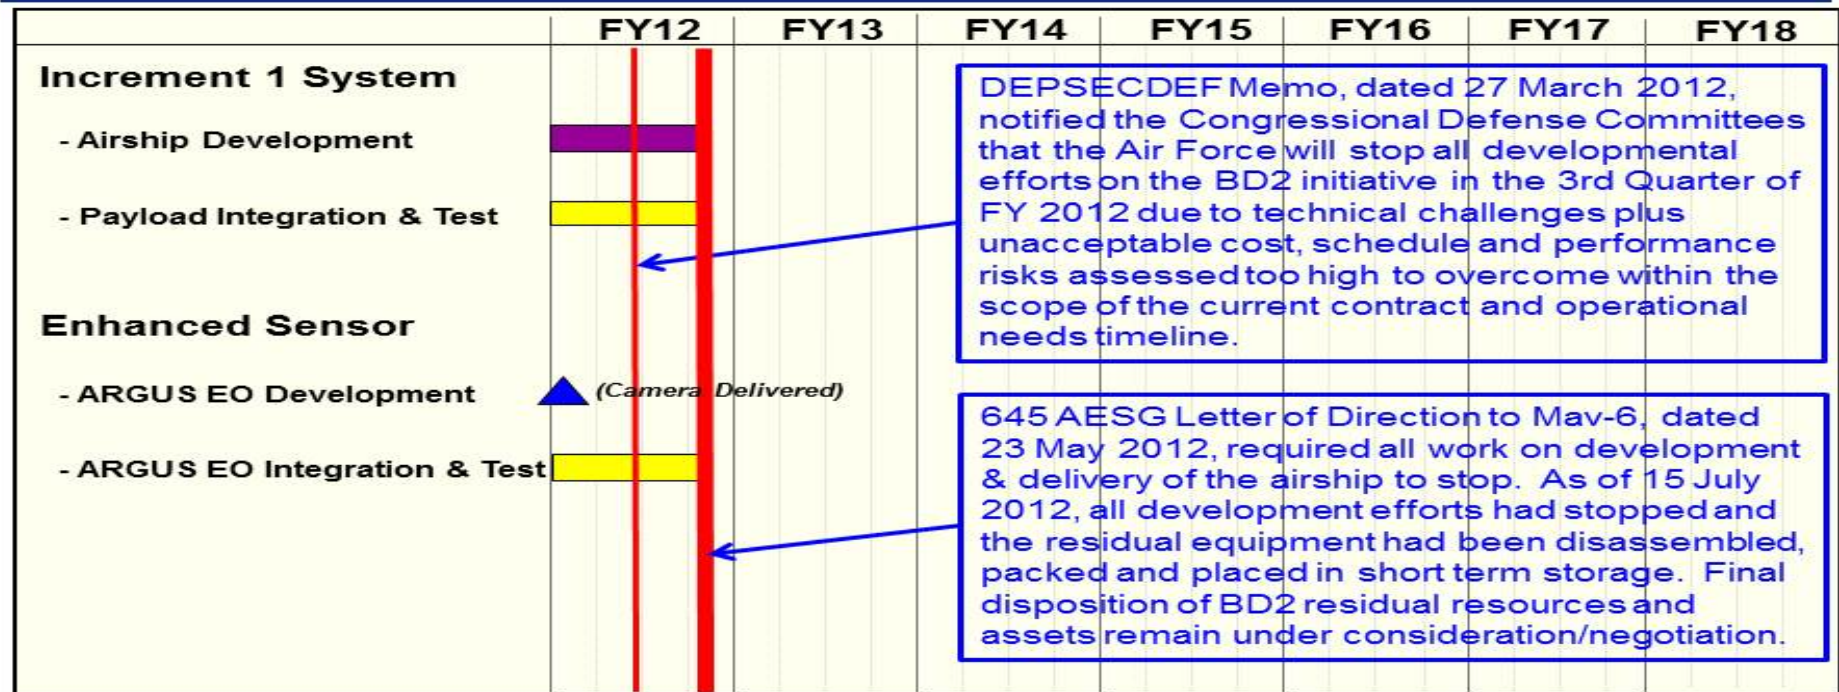 FY12 FY13 FY14 FY15 FY16 FY17 FY18
Increment 1 System
- Airship Development
- Payload Integration & Test
Enhanced Sensor
- ARGUS EO Development
(Camera Delivered)
- ARGUS EO Integration & Test
DEPSECDEF Memo, dated 27 March 2012,
notified the Congressional Defense Committees
that the Air Force will stop all developmental
efforts on the BD2 initiative in the 3rd Quarter of
FY 2012 due to technical challenges plus
unacceptable cost, schedule and performance
risks assessed too high to overcome within the
scope of the current contract and operational
needs timeline.
645 AESG Letter of Direction to Mav-6, dated
23 May 2012, required all work on development
& delivery of the airship to stop. As of 15 July
2012, all development efforts had stopped and
the residual equipment had been disassembled,
packed and placed in short term storage. Final
disposition of BD2 residual resources and
assets remain under consideration/negotiation.